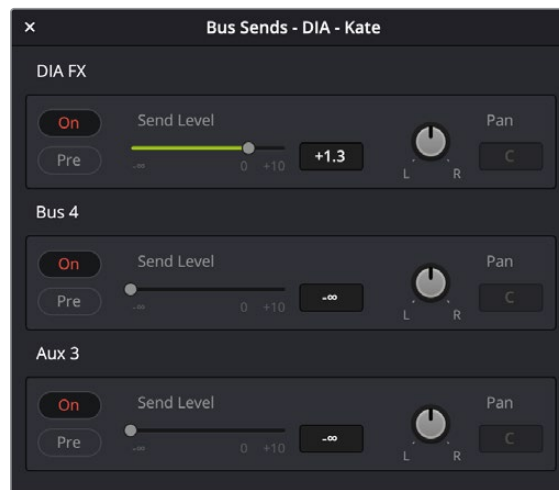 × Bus Sends - DIA - Kate
DIA FX
On Send Level Pan
Pre -∞ 0 +10 +1.3 L R C
Bus 4
On Send Level Pan
Pre -∞ 0 +10 -∞ L R C
Aux 3
On Send Level Pan
Pre -∞ 0 +10 -∞ L R C